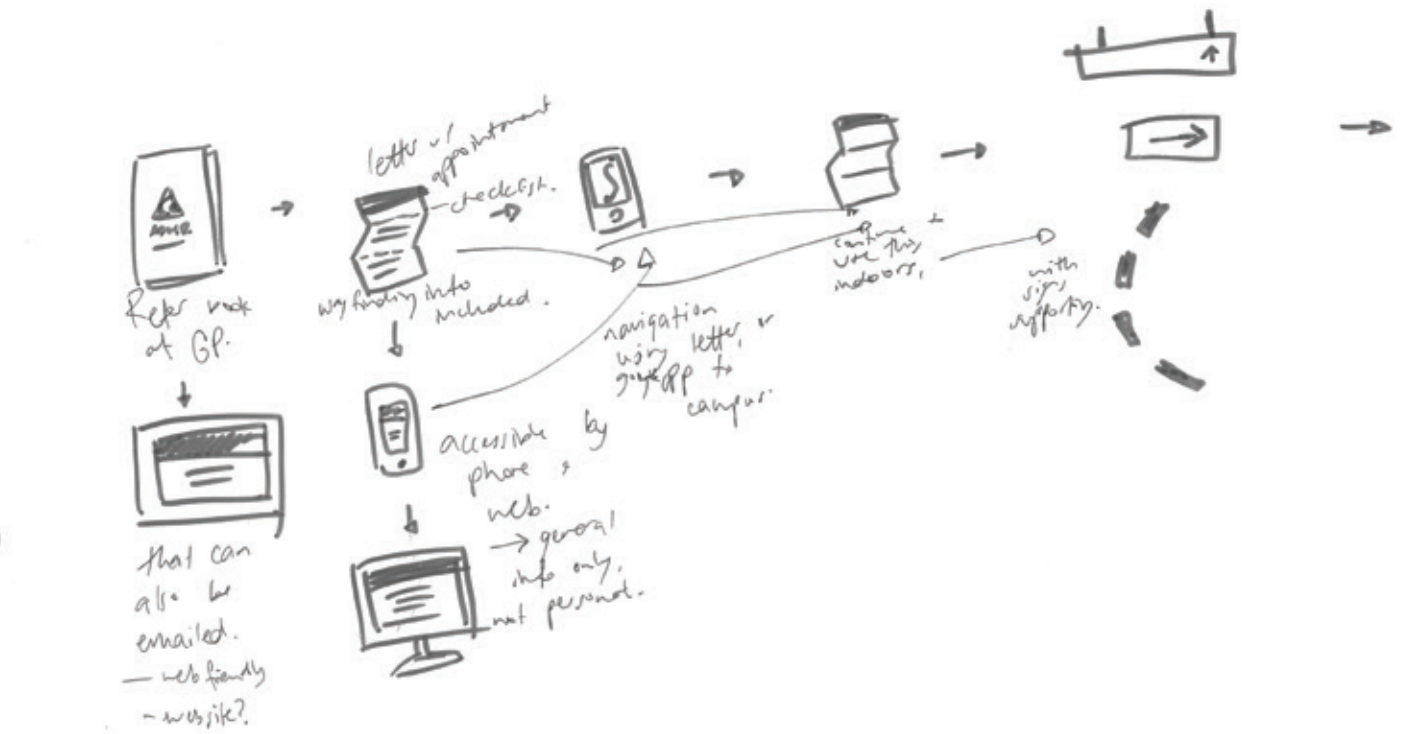 letter w/
appointment
- checklist.
Refer
at GP.
wayfinding info
included.
continue to
use this
indoors,
with
signs
supporting.
navigation
using letter, or
google app to
campus.
accessible by
phone &
web.
→ general
info only,
not personal.
that can
also be
emailed.
— web friendly
- website?